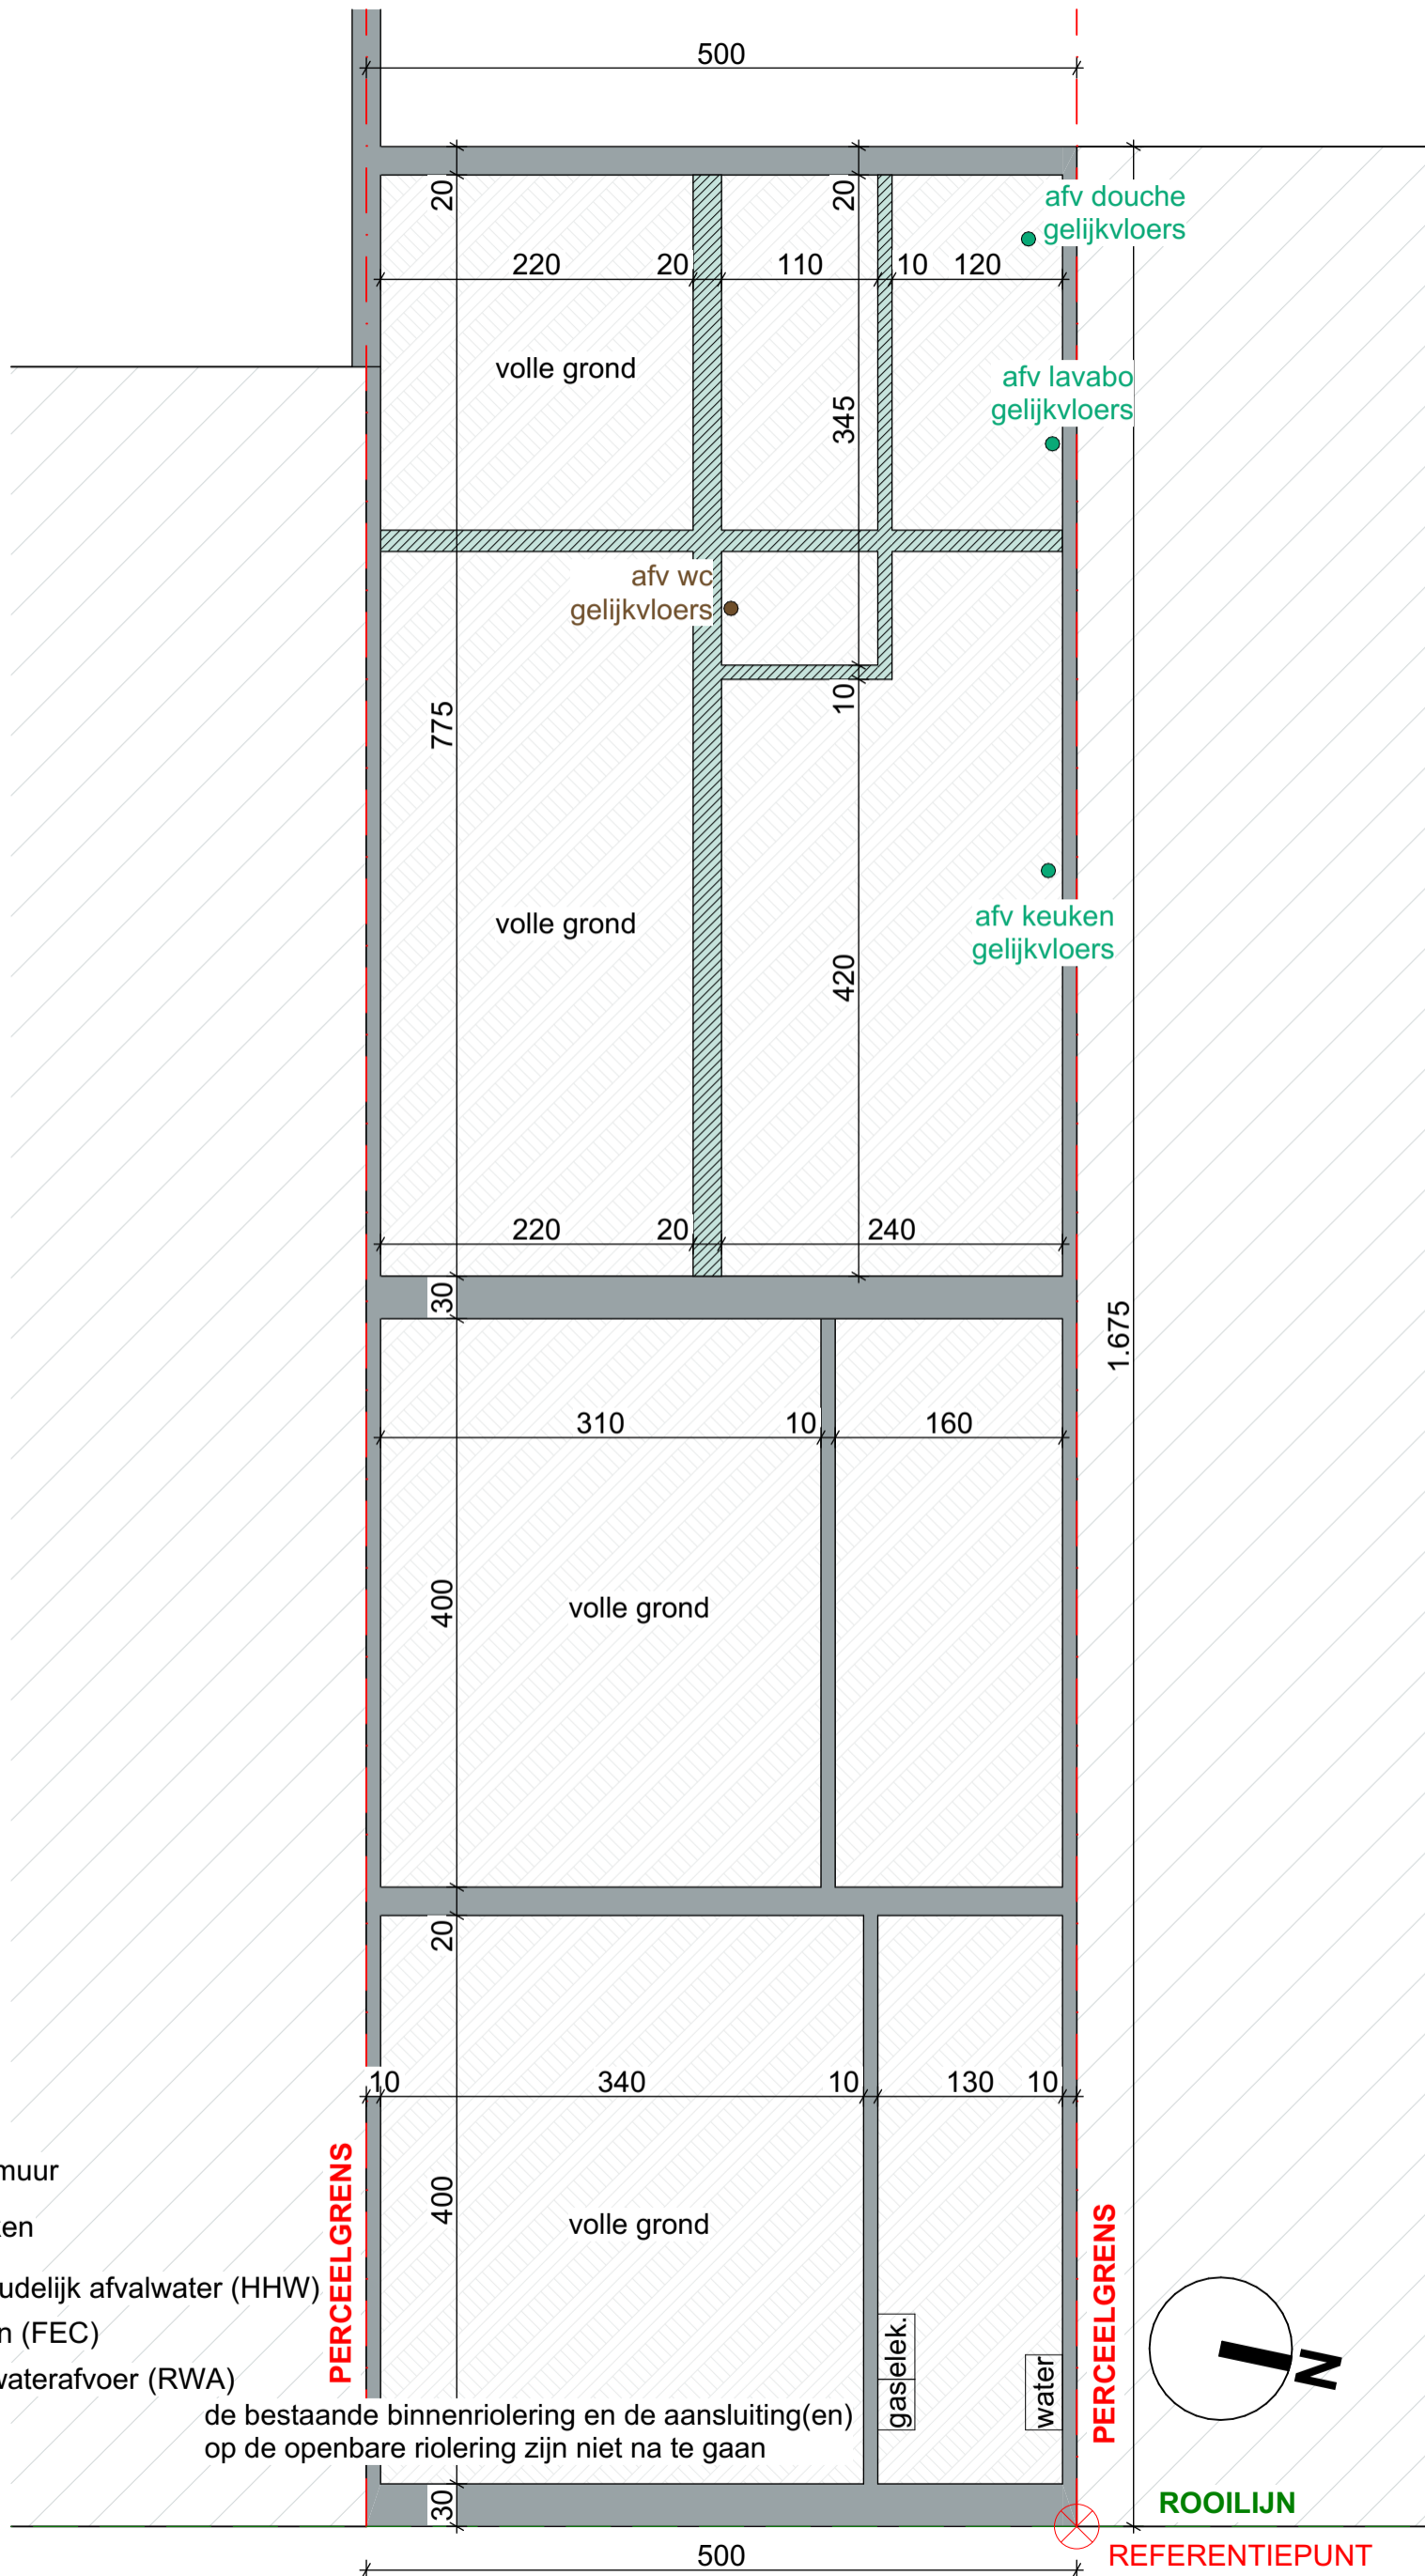 500
20
20
afv douche
gelijkvloers
220
20
110
10
120
volle grond
afv lavabo
gelijkvloers
345
afv wc
gelijkvloers
10
775
volle grond
afv keuken
gelijkvloers
420
220
20
240
30
1.675
310
10
160
400
volle grond
20
10
340
10
130
10
muur
PERCEELGRENS
400
volle grond
PERCEELGRENS
udelijk afvalwater (HHW)
n (FEC)
waterafvoer (RWA)
gas
elek.
water
N
de bestaande binnenriolering en de aansluiting(en)
op de openbare riolering zijn niet na te gaan
30
ROOILIJN
REFERENTIEPUNT
500